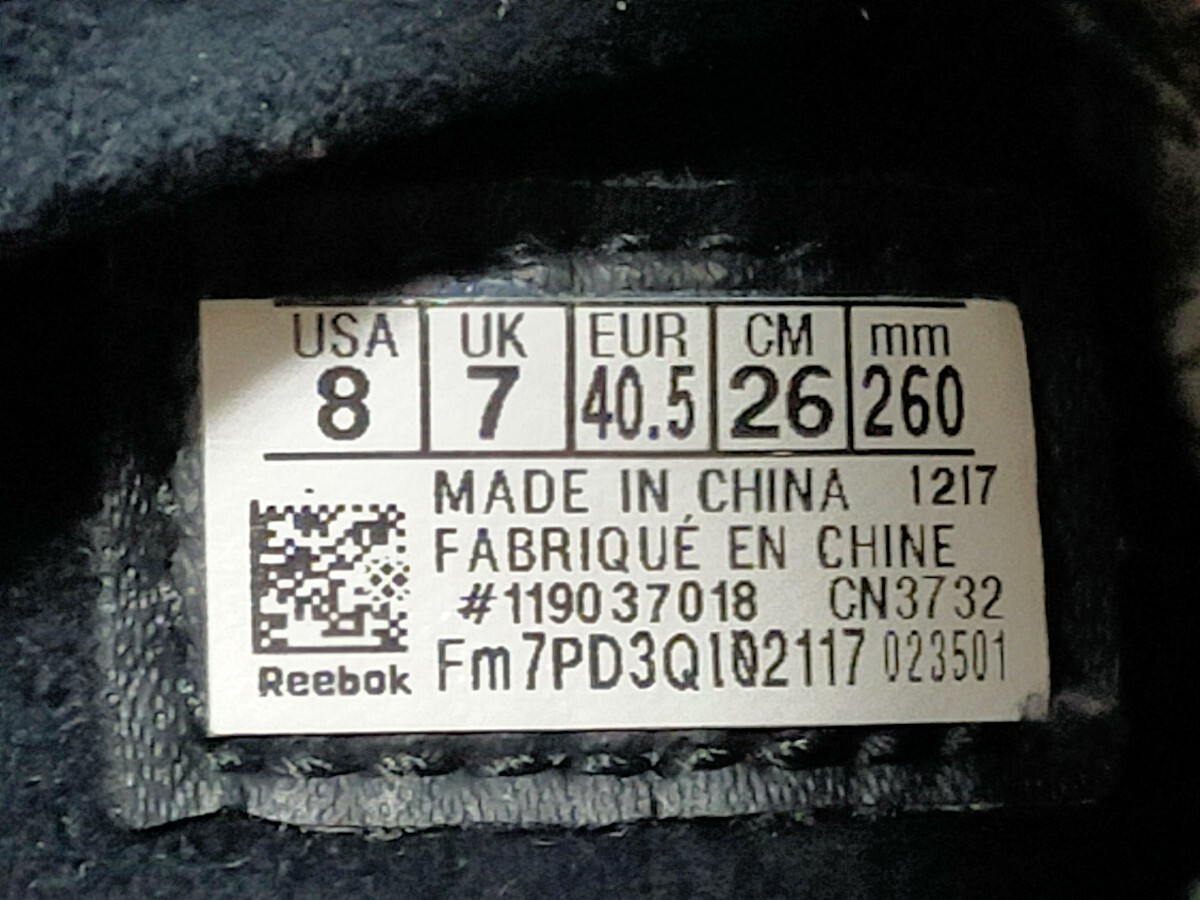 USA UK EUR CM mm
8 7 40.5 26 260
MADE IN CHINA 1217
FABRIQUÉ EN CHINE
#119037018 CN3732
Reebok 023501